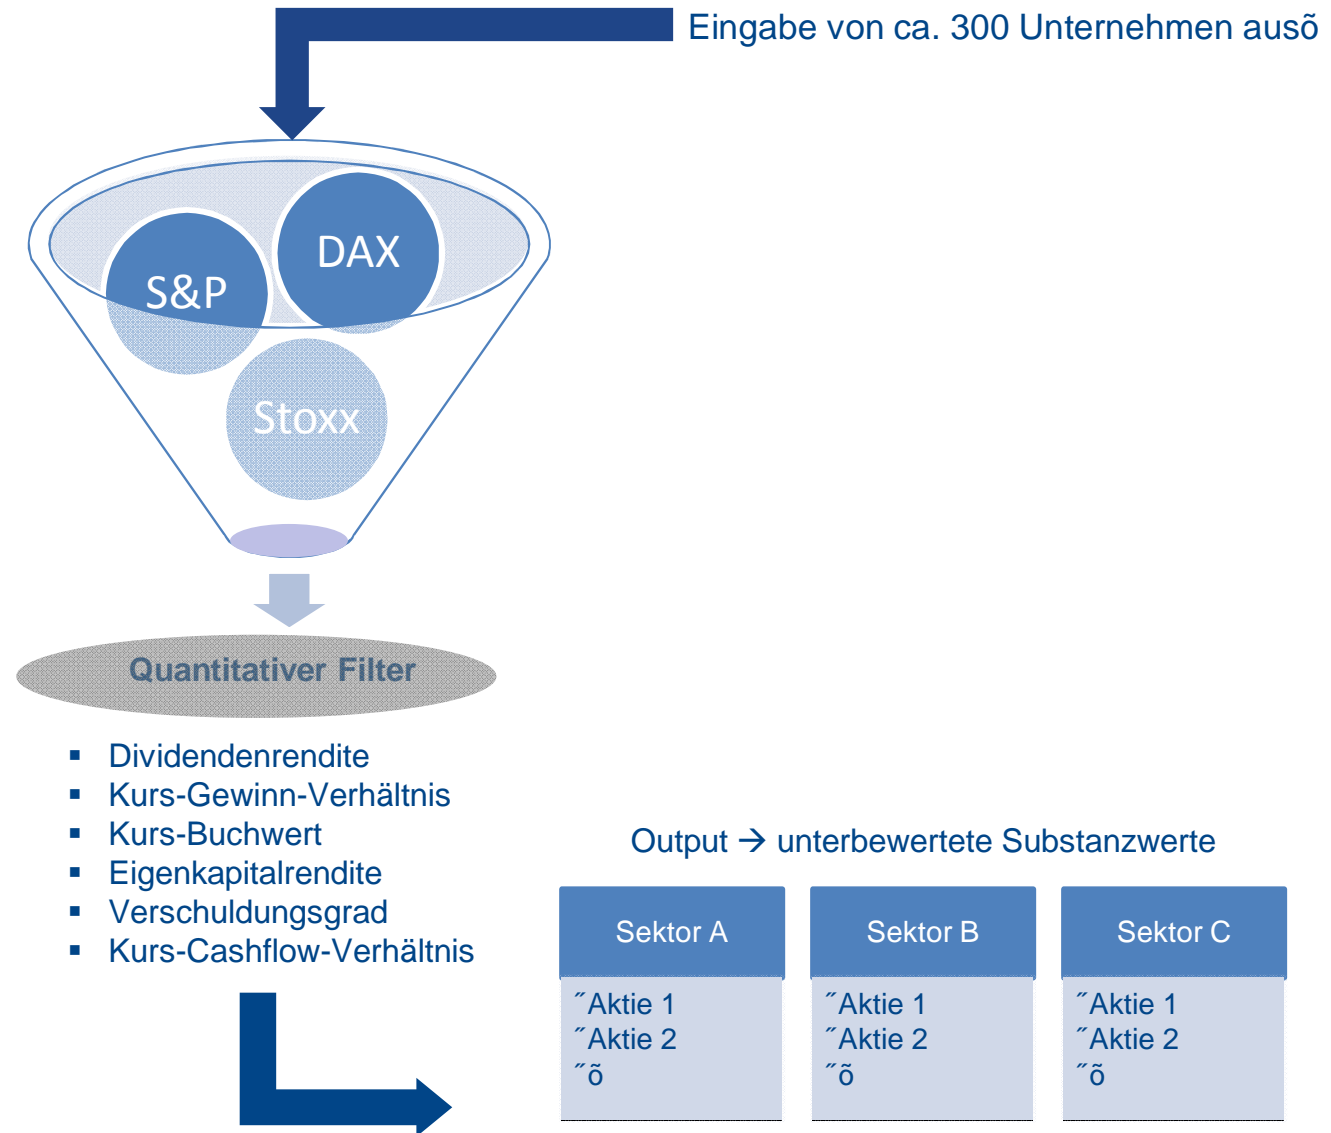 Eingabe von ca. 300 Unternehmen ausõ
DAX
S&P
Stoxx
Quantitativer Filter
▪ Dividendenrendite
▪ Kurs-Gewinn-Verhältnis
▪ Kurs-Buchwert
▪ Eigenkapitalrendite
▪ Verschuldungsgrad
▪ Kurs-Cashflow-Verhältnis
Output → unterbewertete Substanzwerte
Sektor A
˝Aktie 1
˝Aktie 2
˝õ
Sektor B
˝Aktie 1
˝Aktie 2
˝õ
Sektor C
˝Aktie 1
˝Aktie 2
˝õ